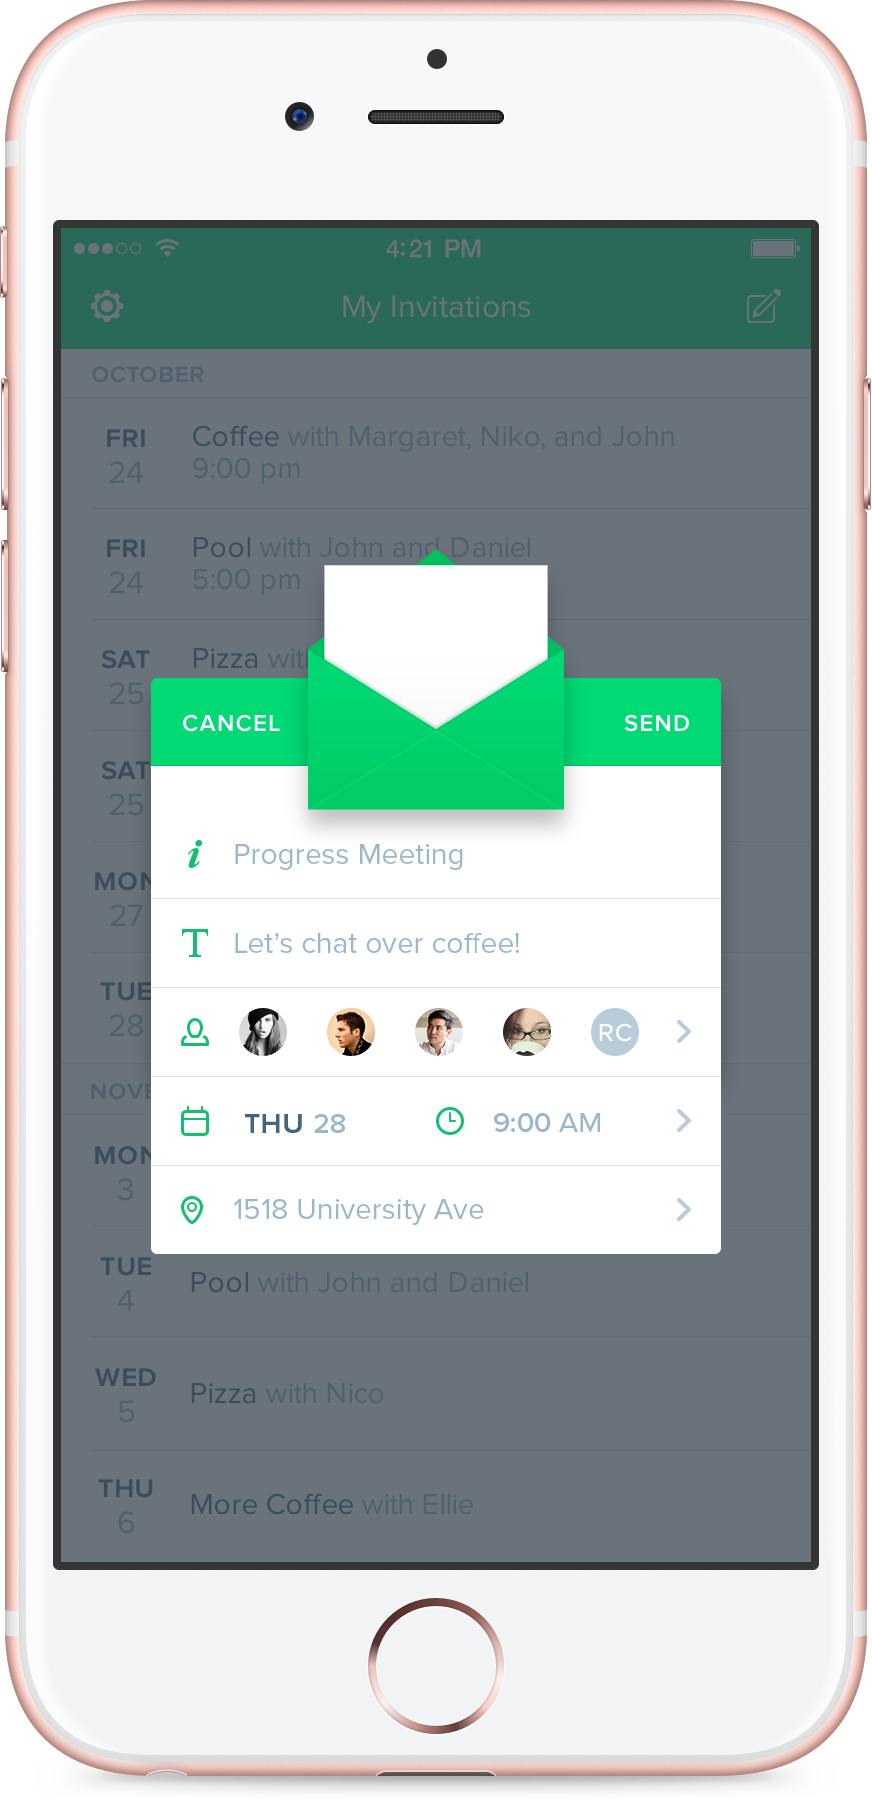 4:21 PM
My Invitations
OCTOBER
FRI
24
Coffee with Margaret, Niko, and John
9:00 pm
FRI
24
Pool with John and Daniel
5:00 pm
SAT
25
Pizza
CANCEL
SEND
SAT
25
i Progress Meeting
MON
27
T Let's chat over coffee!
TUE
28
RC
THU 28
9:00 AM
MON
3
1518 University Ave
TUE
4
Pool with John and Daniel
WED
5
Pizza with Nico
THU
6
More Coffee with Ellie